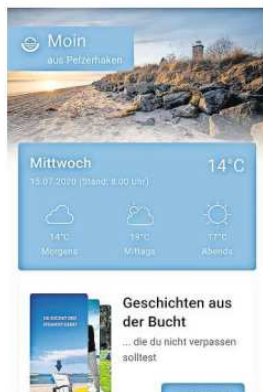 Moin
aus Pelzerhaken
Mittwoch
14°C
15.07.2020 (Stand: 8:00 Uhr)
14°C
19°C
17°C
Morgens
Mittags
Abends
Geschichten aus
der Bucht
... die du nicht verpassen
solltest